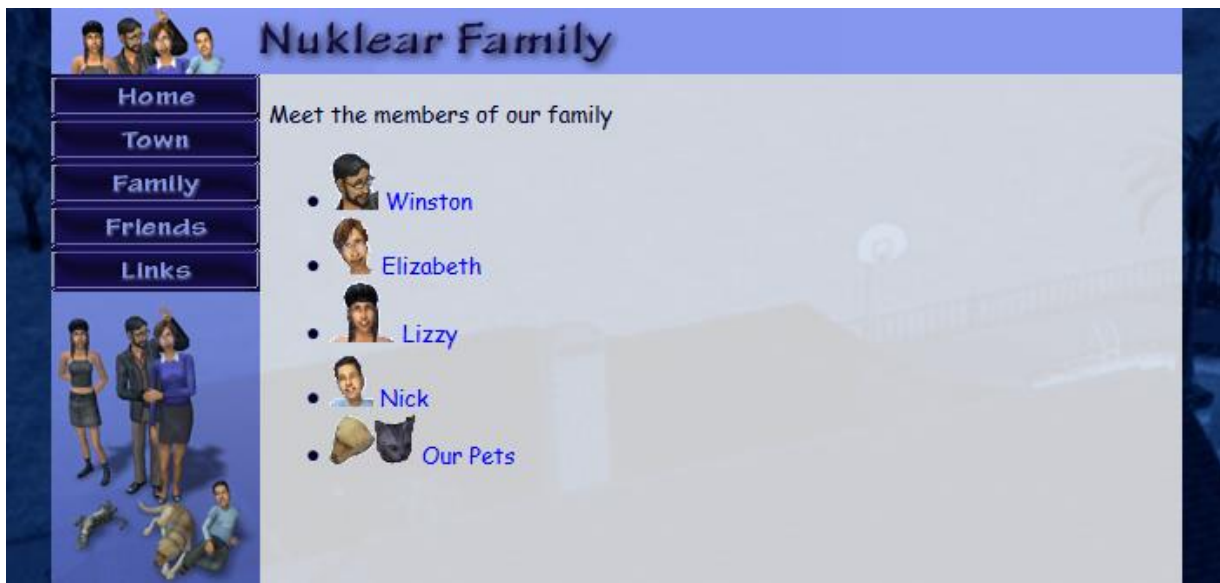 Nuklear Family
Home
Town
Family
Friends
Links
Meet the members of our family
Winston
Elizabeth
Lizzy
Nick
Our Pets